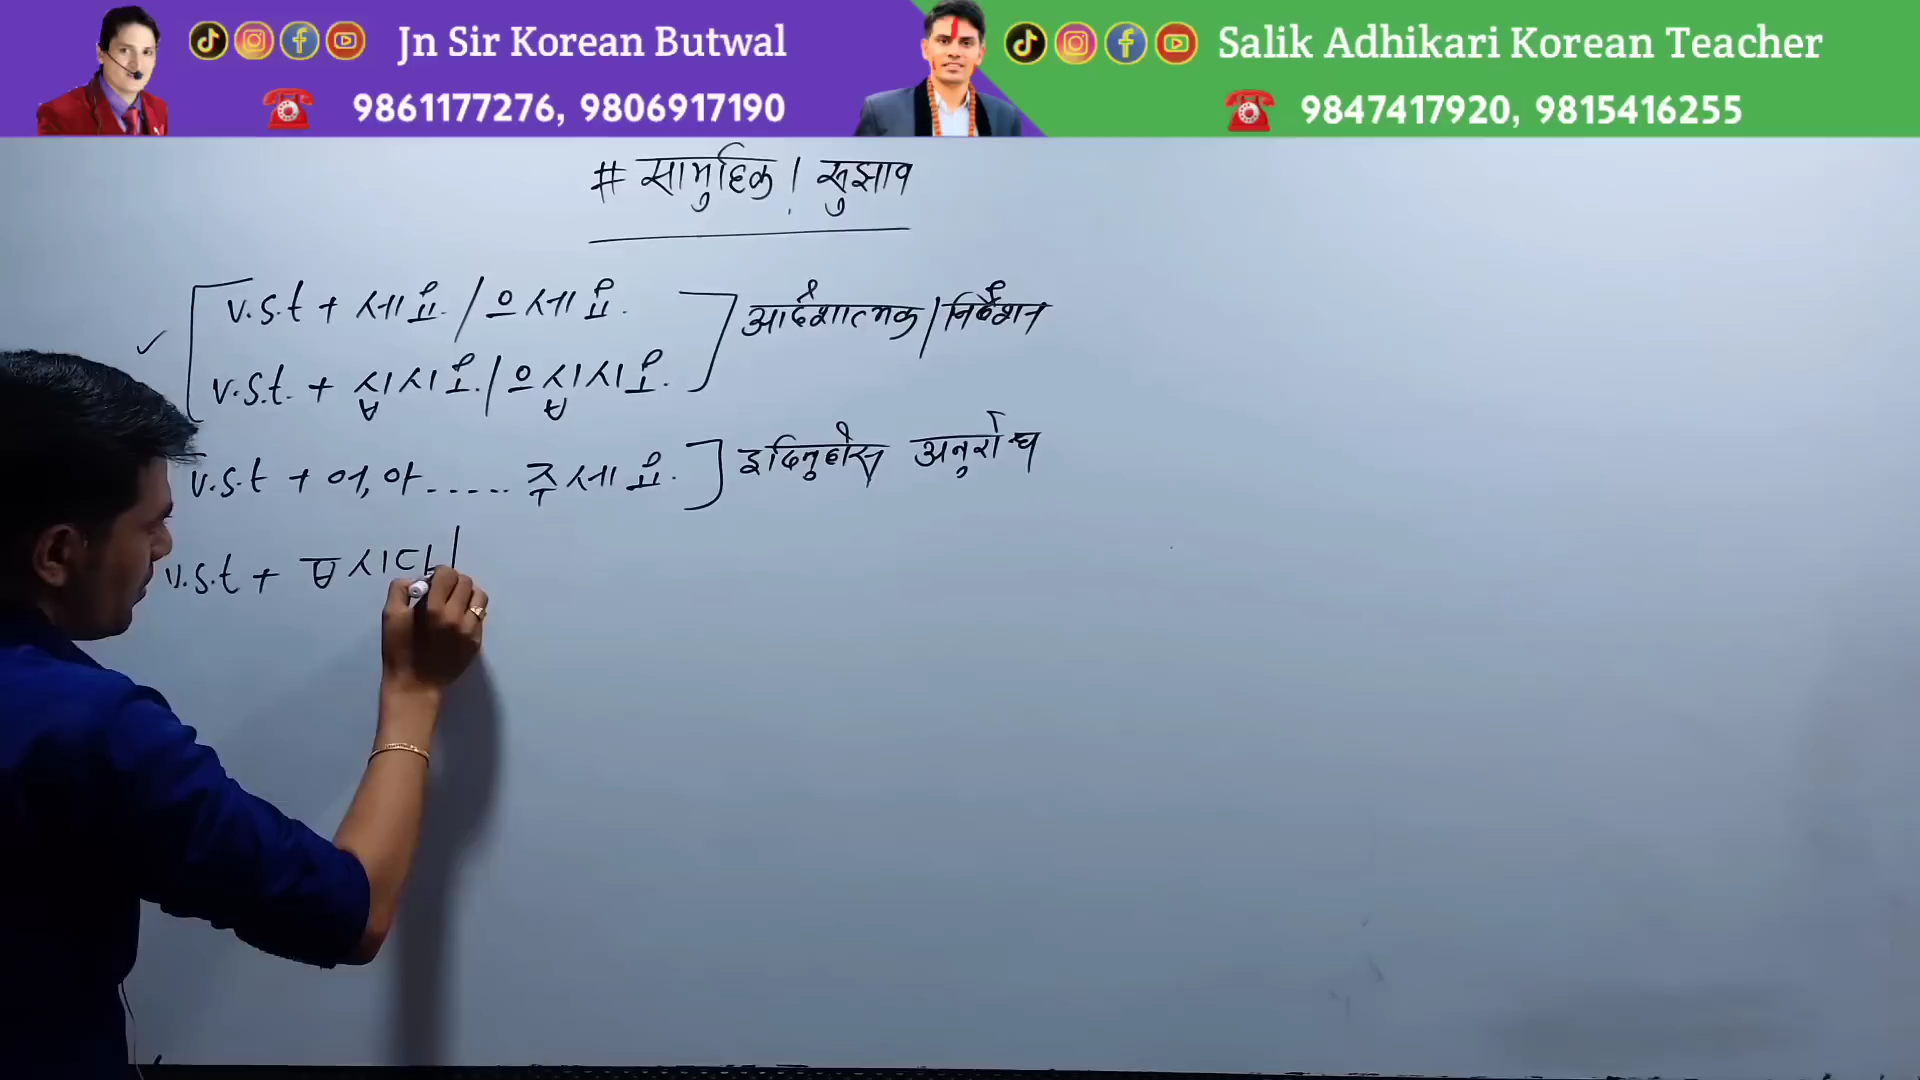 Jn Sir Korean Butwal
9861177276, 9806917190
Salik Adhikari Korean Teacher
9847417920, 9815416255
# सामुहिक / सुझाव
v.s.t + 세요. / 으세요.
आदेशात्मक / निर्देशन
v.s.t. + 십시오. / 으십시오.
v.s.t + 어, 아 ..... 주세요.
इदिनुहोस अनुरोध
v.s.t + ㅂ시다/